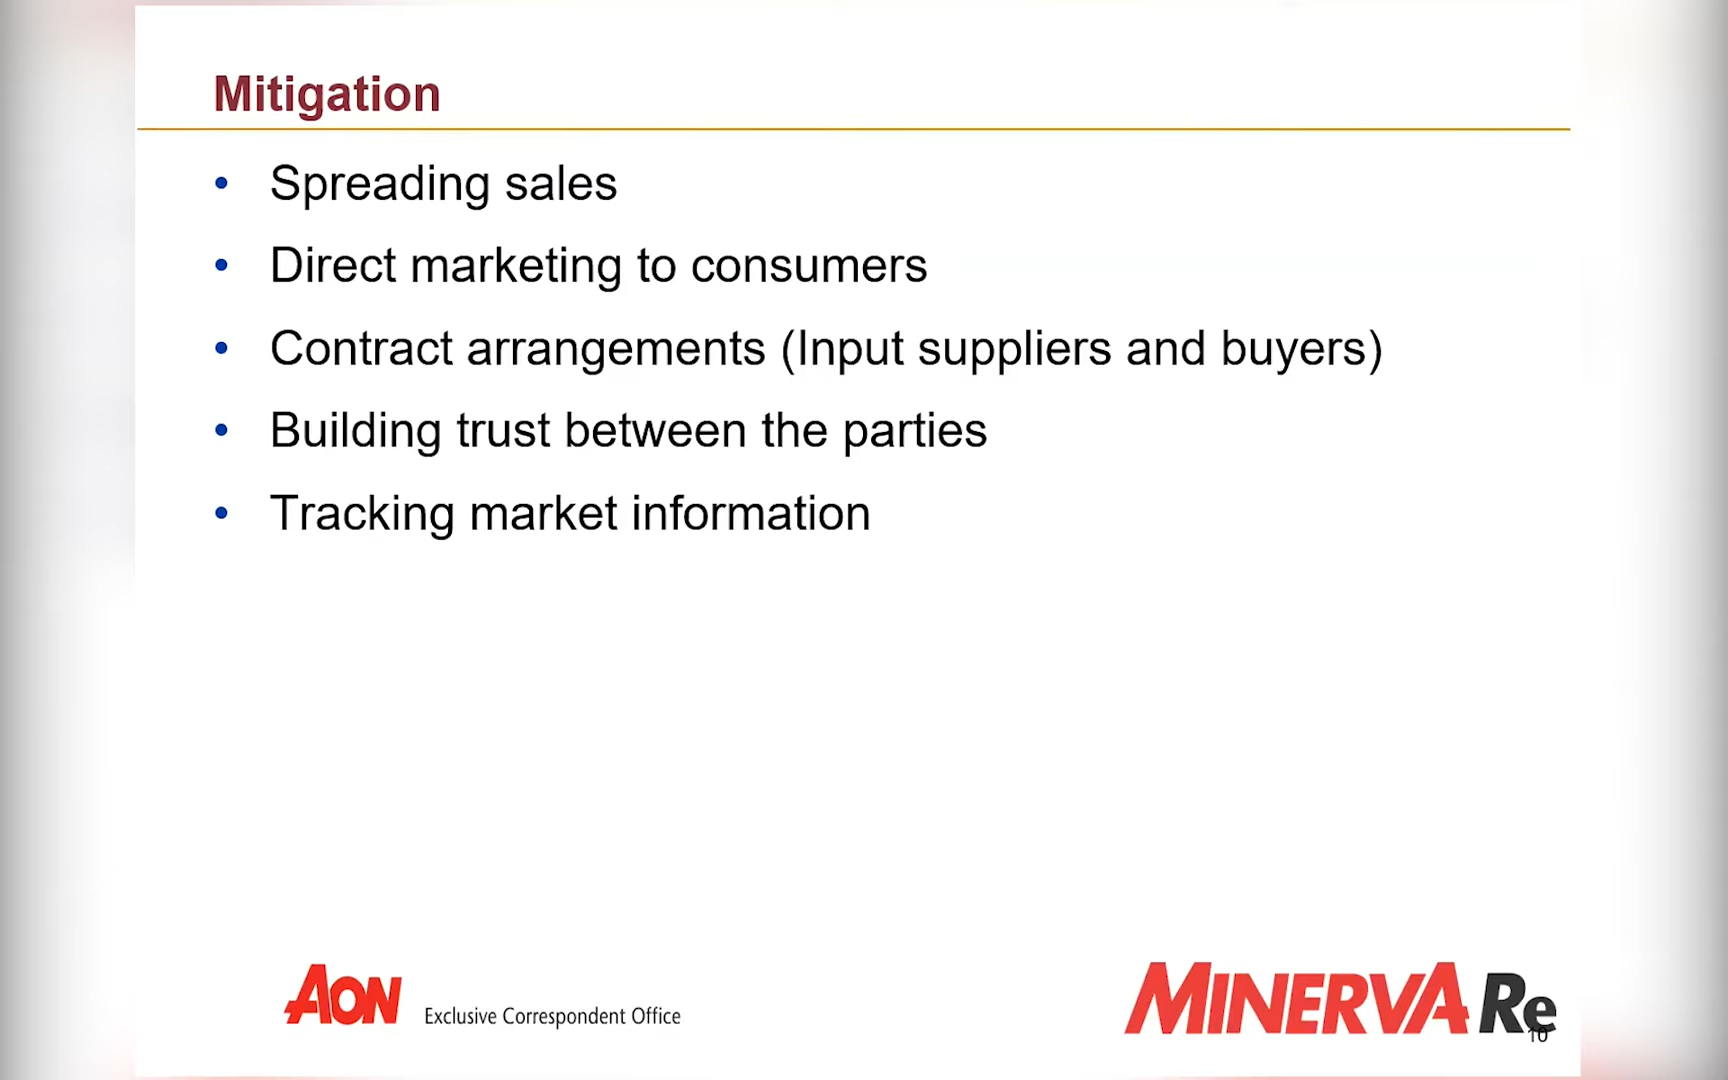 Mitigation
• Spreading sales
• Direct marketing to consumers
• Contract arrangements (Input suppliers and buyers)
• Building trust between the parties
• Tracking market information
AON Exclusive Correspondent Office
MINERVA Re
10